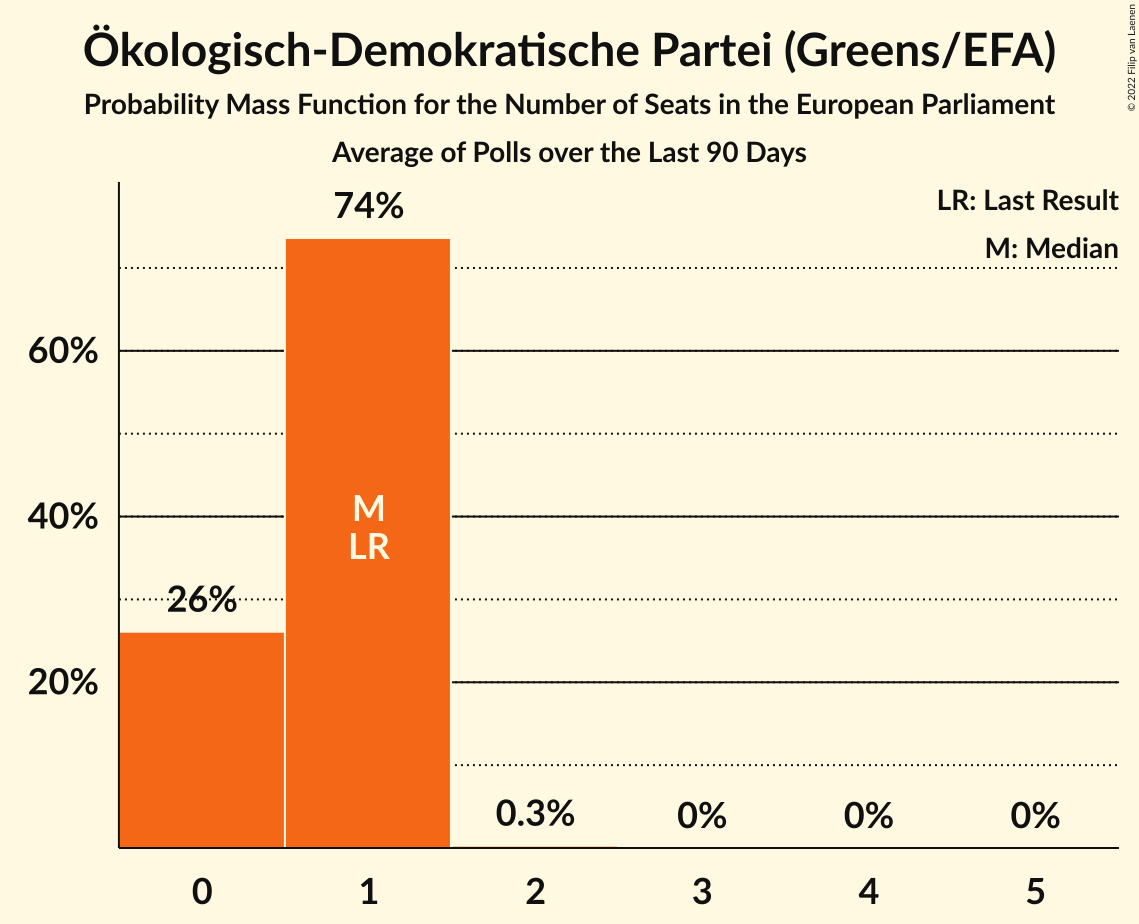 Ökologisch-Demokratische Partei (Greens/EFA)
Probability Mass Function for the Number of Seats in the European Parliament
Average of Polls over the Last 90 Days
© 2022 Filip van Laenen
LR: Last Result
M: Median
74%
60%
40%
20%
M
LR
26%
0.3%
0%
0%
0%
0
1
2
3
4
5